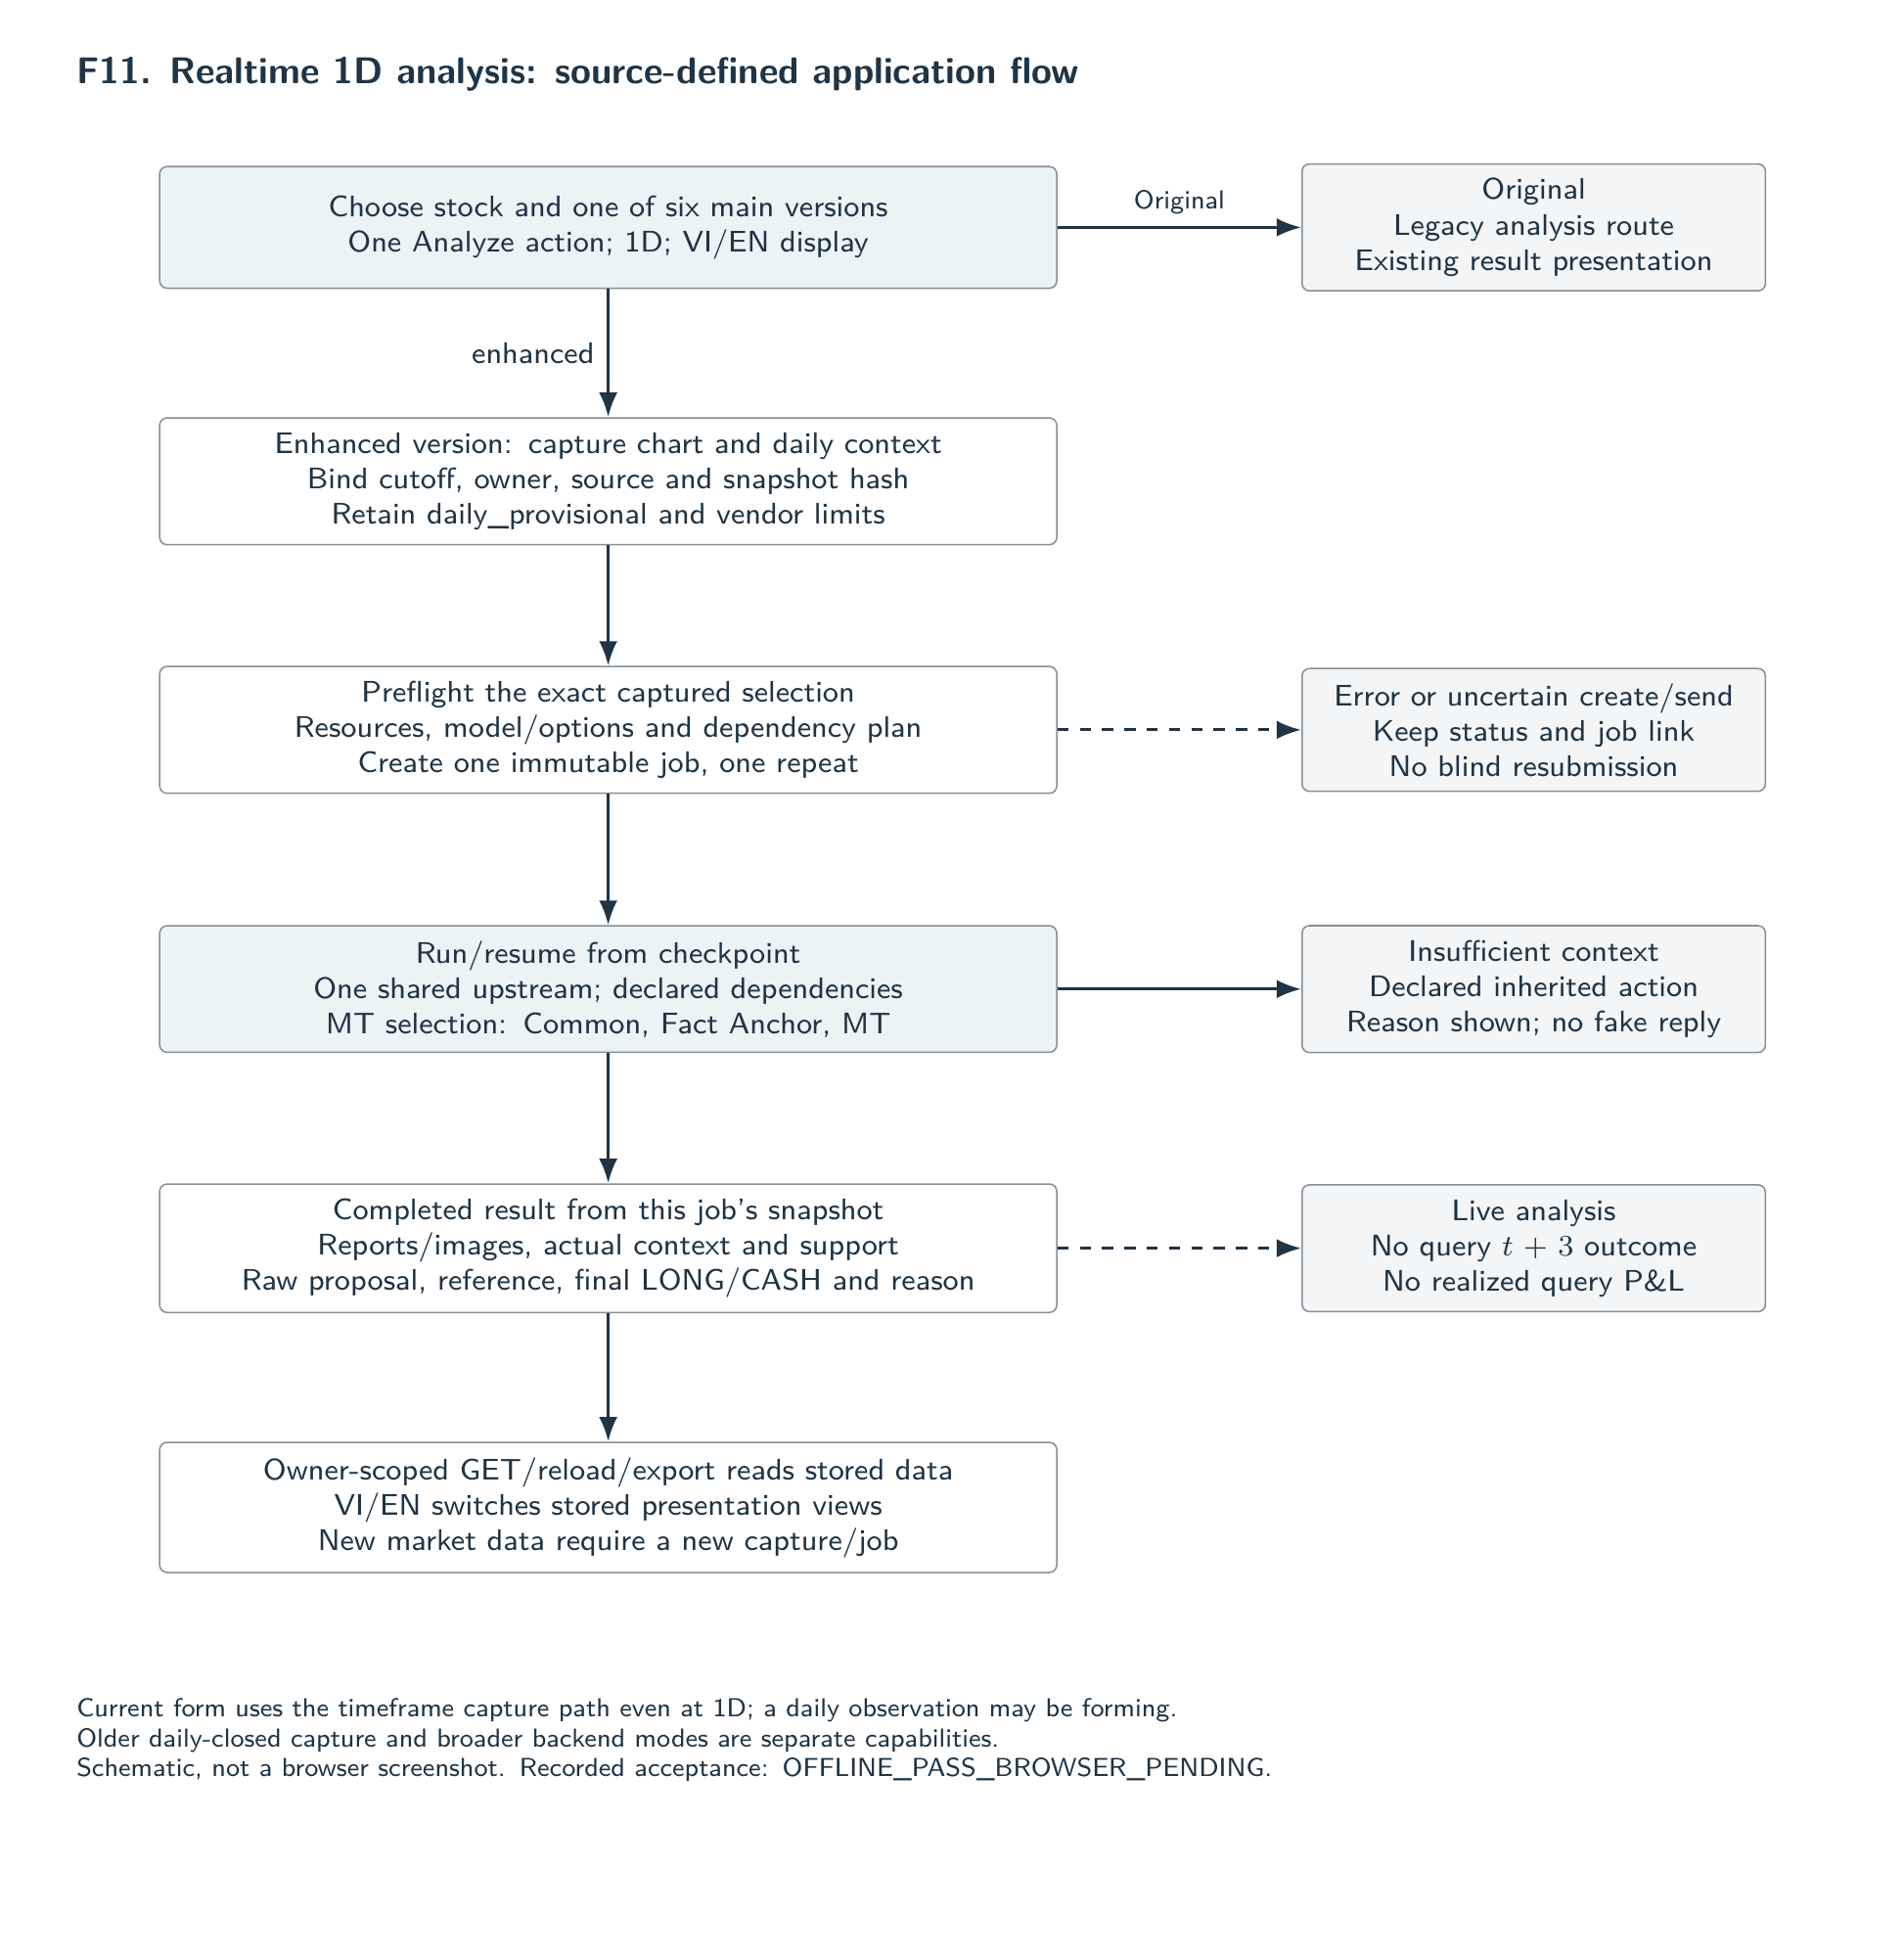 F11. Realtime 1D analysis: source-defined application flow
Choose stock and one of six main versions
One Analyze action; 1D; VI/EN display
Original
Original
Legacy analysis route
Existing result presentation
enhanced
Enhanced version: capture chart and daily context
Bind cutoff, owner, source and snapshot hash
Retain daily_provisional and vendor limits
Preflight the exact captured selection
Resources, model/options and dependency plan
Create one immutable job, one repeat
Error or uncertain create/send
Keep status and job link
No blind resubmission
Run/resume from checkpoint
One shared upstream; declared dependencies
MT selection: Common, Fact Anchor, MT
Insufficient context
Declared inherited action
Reason shown; no fake reply
Completed result from this job's snapshot
Reports/images, actual context and support
Raw proposal, reference, final LONG/CASH and reason
Live analysis
No query t + 3 outcome
No realized query P&L
Owner-scoped GET/reload/export reads stored data
VI/EN switches stored presentation views
New market data require a new capture/job
Current form uses the timeframe capture path even at 1D; a daily observation may be forming.
Older daily-closed capture and broader backend modes are separate capabilities.
Schematic, not a browser screenshot. Recorded acceptance: OFFLINE_PASS_BROWSER_PENDING.